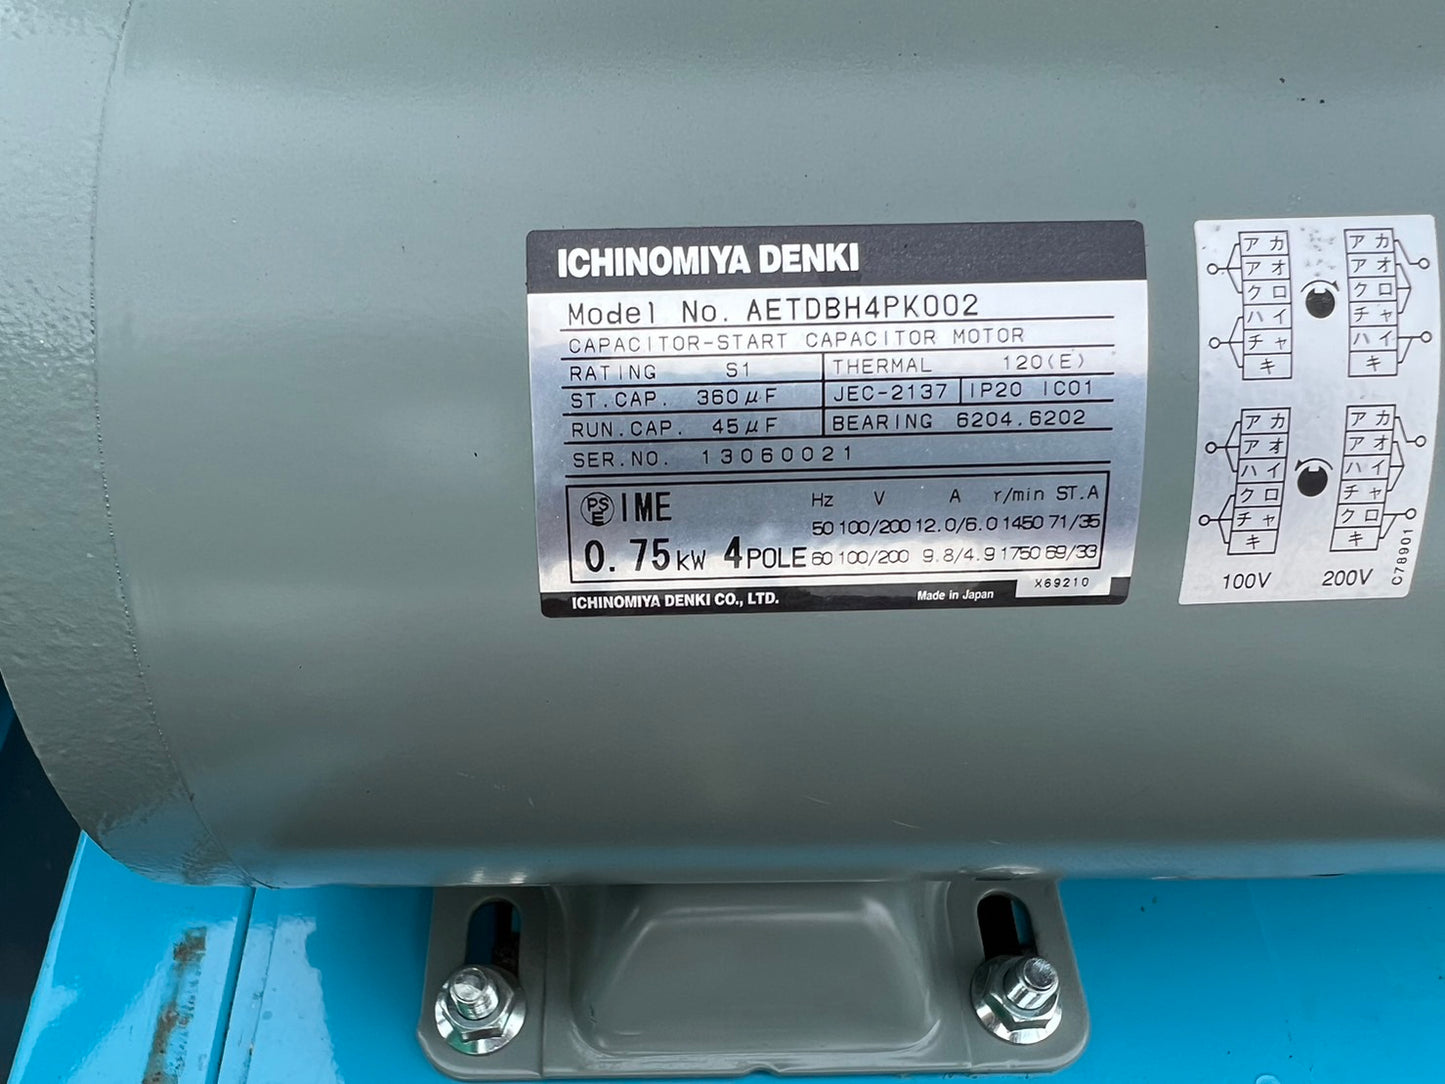 ICHINOMIYA DENKI
Model No. AETDBH4PK002
CAPACITOR-START CAPACITOR MOTOR
RATING S1 THERMAL 120(E)
ST.CAP. 360μF JEC-2137 IP20 IC01
RUN.CAP. 45μF BEARING 6204.6202
SER.NO. 13060021
PSE IME Hz V A r/min ST.A
50 100/200 12.0/6.0 1450 71/35
0.75kW 4POLE 60 100/200 9.8/4.9 1750 69/33
ICHINOMIYA DENKI CO., LTD. Made in Japan X69210
ア カ ア カ
ア オ ア オ
ク ロ ク ロ
ハ イ チ ャ
チ ャ ハ イ
キ キ
ア カ ア カ
ア オ ア オ
ハ イ ハ イ
ク ロ チ ャ
チ ャ ク ロ
キ キ
100V 200V
C78901